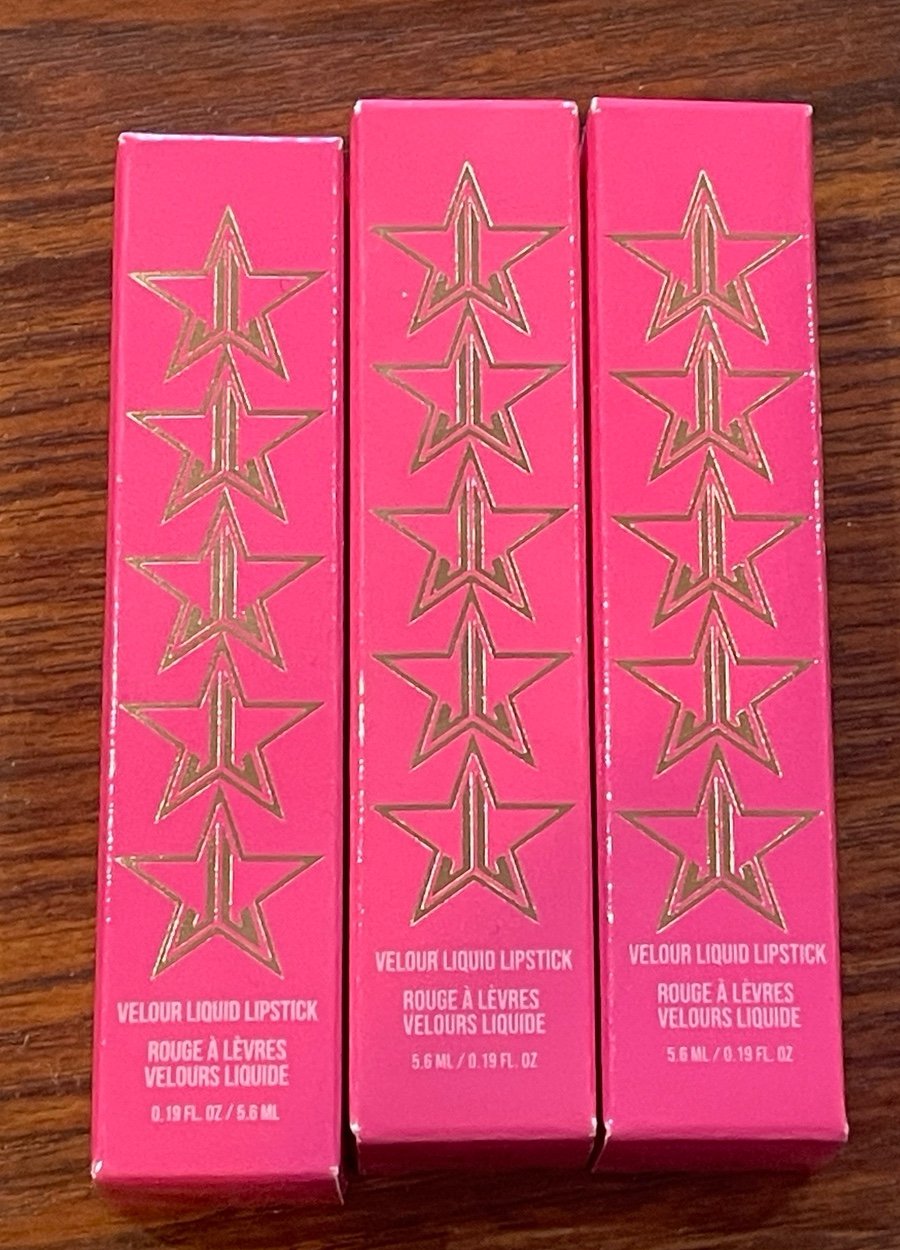 VELOUR LIQUID LIPSTICK
ROUGE À LÈVRES
VELOURS LIQUIDE
0.19 FL. OZ / 5.6 ML
VELOUR LIQUID LIPSTICK
ROUGE À LÈVRES
VELOURS LIQUIDE
5.6 ML / 0.19 FL. OZ
VELOUR LIQUID LIPSTICK
ROUGE À LÈVRES
VELOURS LIQUIDE
5.6 ML / 0.19 FL. OZ